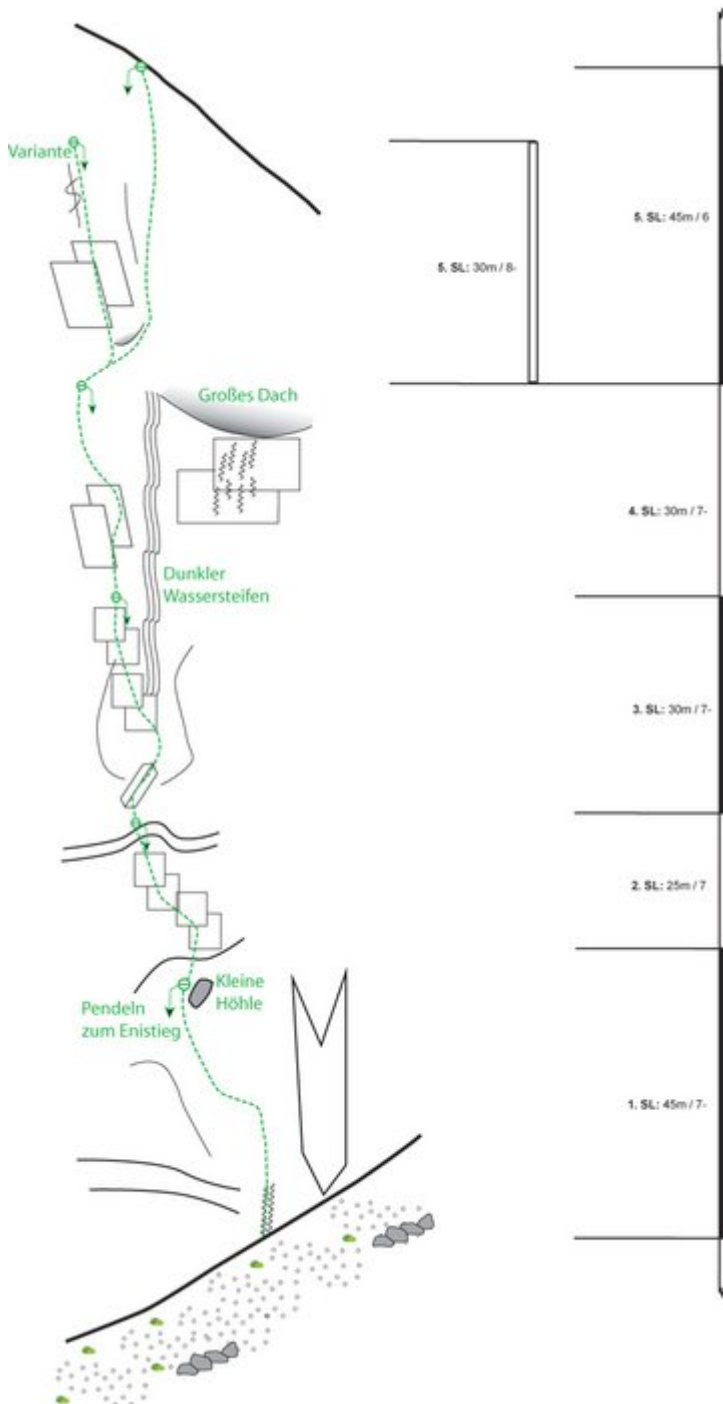 Variante
5. SL: 45m / 6
5. SL: 30m / 8-
Großes Dach
4. SL: 30m / 7-
Dunkler
Wassersteifen
3. SL: 30m / 7-
2. SL: 25m / 7
Kleine
Höhle
Pendeln
zum Enistieg
1. SL: 45m / 7-